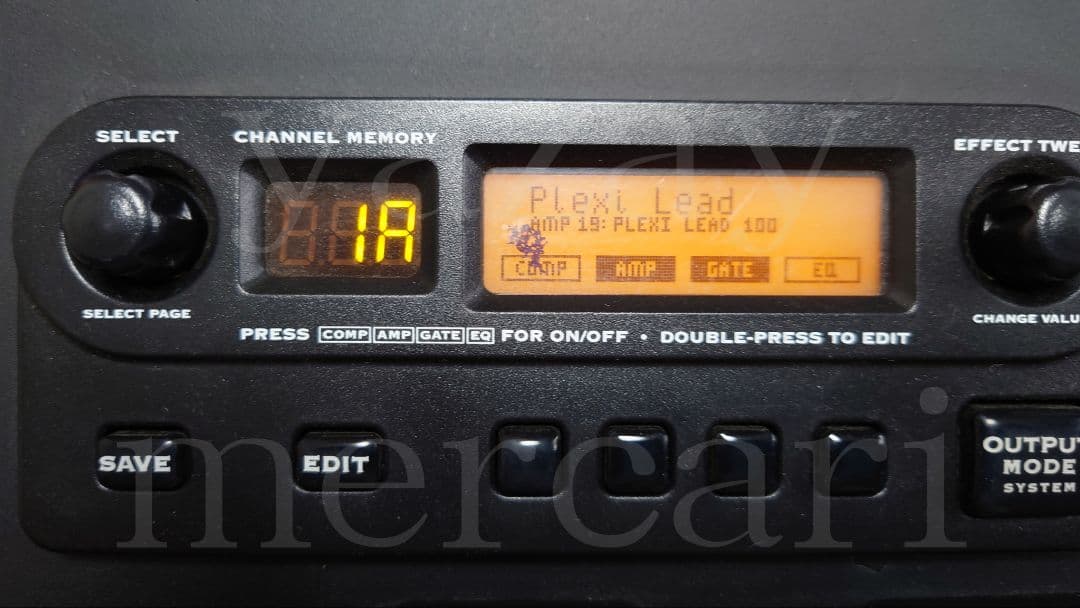 SELECT
CHANNEL MEMORY
EFFECT TWE
1A
Plexi Lead
AMP 19: PLEXI LEAD 100
COMP AMP GATE EQ
SELECT PAGE
CHANGE VALU
PRESS COMP AMP GATE EQ FOR ON/OFF • DOUBLE-PRESS TO EDIT
SAVE
EDIT
OUTPUT
MODE
SYSTEM
mercari